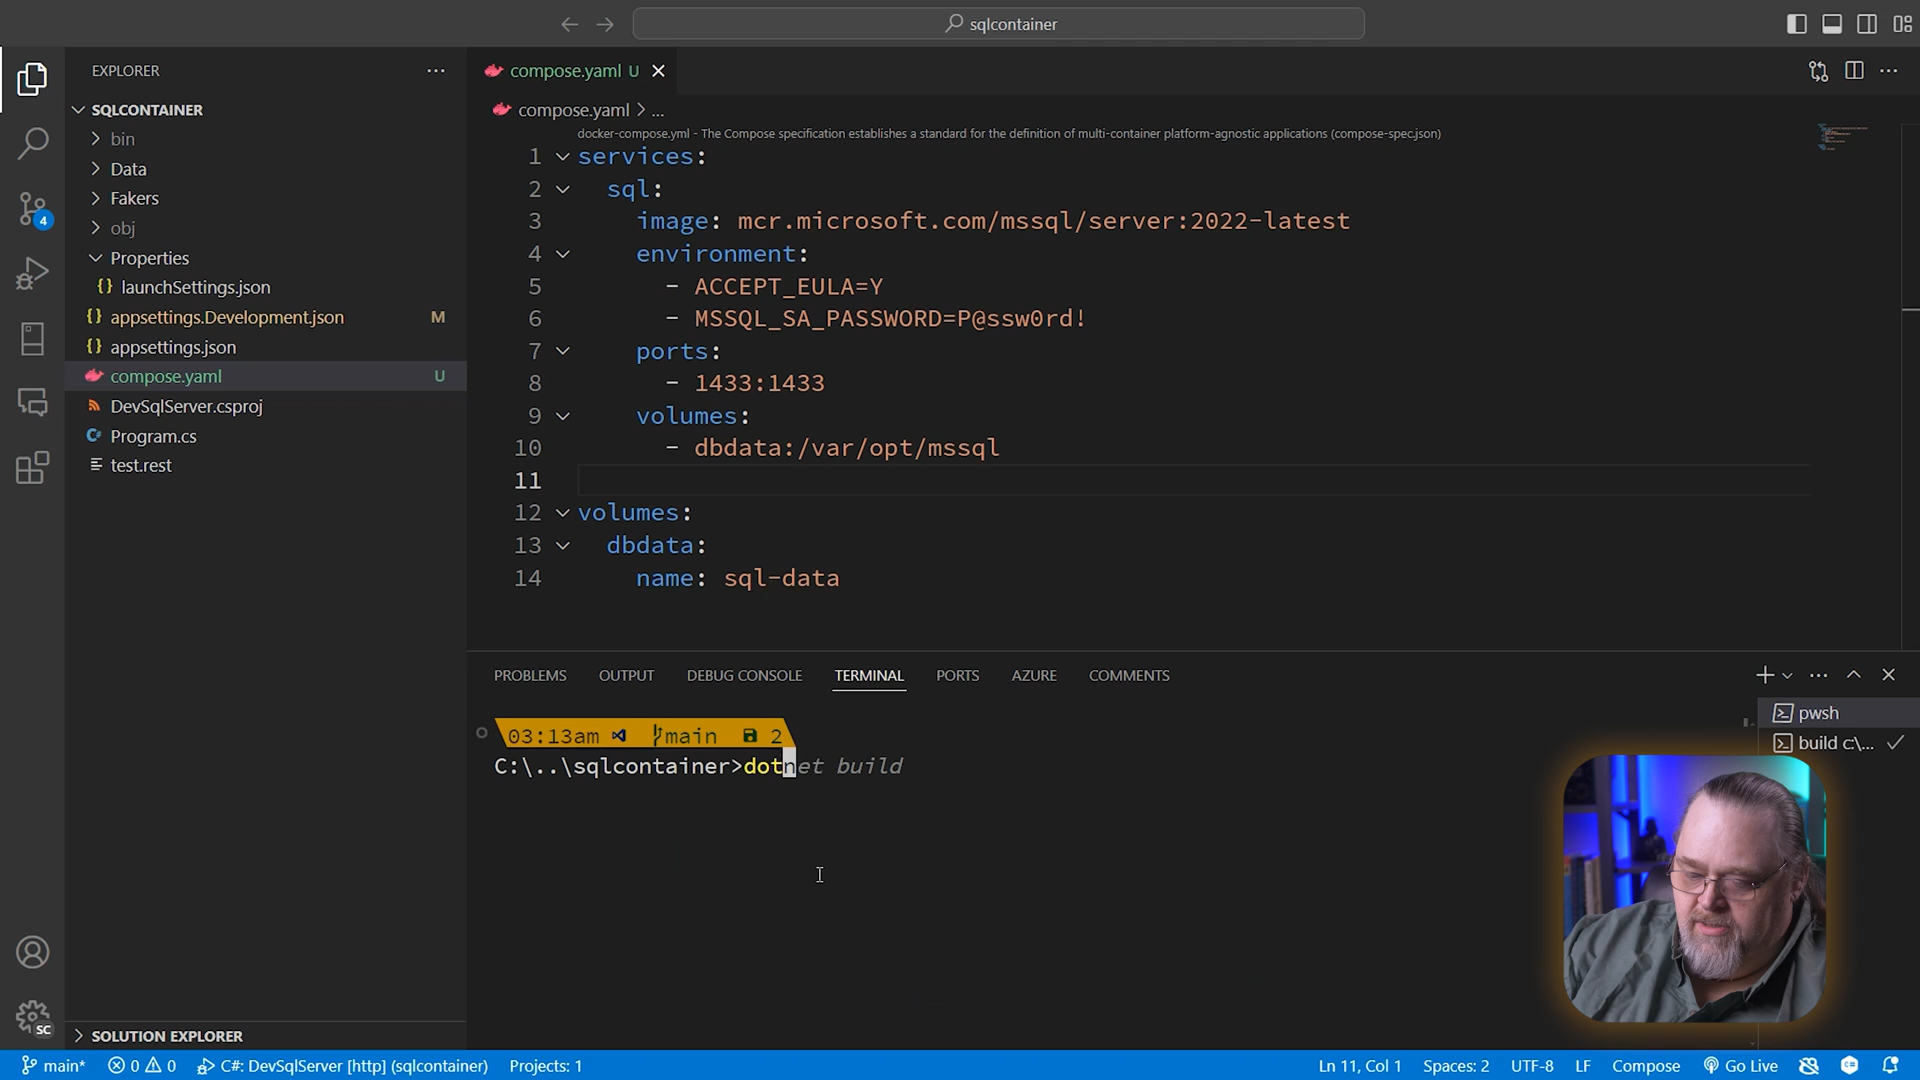 sqlcontainer
EXPLORER
SQLCONTAINER
bin
Data
Fakers
obj
Properties
{} launchSettings.json
{} appsettings.Development.json M
{} appsettings.json
compose.yaml U
DevSqlServer.csproj
Program.cs
test.rest
SOLUTION EXPLORER
4
SC
compose.yaml U
compose.yaml > ...
docker-compose.yml - The Compose specification establishes a standard for the definition of multi-container platform-agnostic applications (compose-spec.json)
1 services:
2 sql:
3 image: mcr.microsoft.com/mssql/server:2022-latest
4 environment:
5 - ACCEPT_EULA=Y
6 - MSSQL_SA_PASSWORD=P@ssw0rd!
7 ports:
8 - 1433:1433
9 volumes:
10 - dbdata:/var/opt/mssql
11
12 volumes:
13 dbdata:
14 name: sql-data
PROBLEMS OUTPUT DEBUG CONSOLE TERMINAL PORTS AZURE COMMENTS
03:13am main 2
C:\..\sqlcontainer>dotnet build
pwsh
build c:\...
main* 0 0 C#: DevSqlServer [http] (sqlcontainer) Projects: 1 Ln 11, Col 1 Spaces: 2 UTF-8 LF Compose Go Live